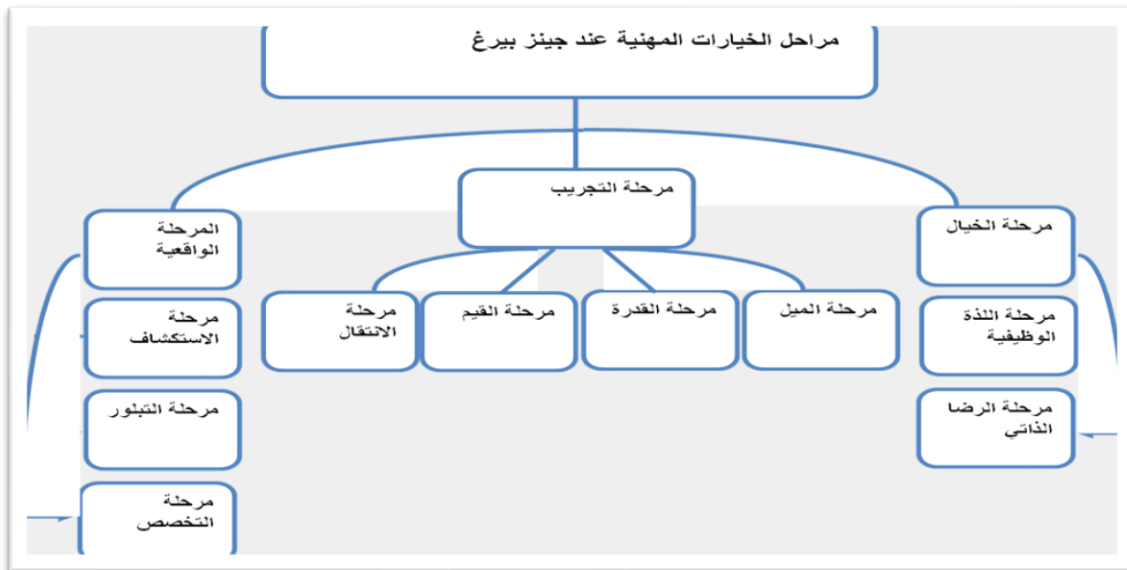 مراحل الخيارات المهنية عند جينز بيرغ
مرحلة الخيال
مرحلة اللذة
الوظيفية
مرحلة الرضا
الذاتي
مرحلة التجريب
مرحلة الميل
مرحلة القدرة
مرحلة القيم
مرحلة
الانتقال
المرحلة
الواقعية
مرحلة
الاستكشاف
مرحلة التبلور
مرحلة
التخصص